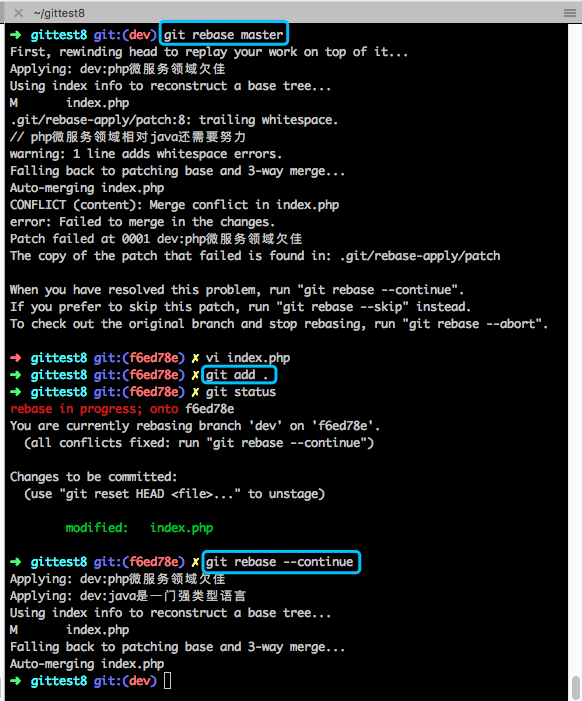 ~/gittest8
➜ gittest8 git:(dev) git rebase master
First, rewinding head to replay your work on top of it...
Applying: dev:php微服务领域欠佳
Using index info to reconstruct a base tree...
M index.php
.git/rebase-apply/patch:8: trailing whitespace.
// php微服务领域相对java还需要努力
warning: 1 line adds whitespace errors.
Falling back to patching base and 3-way merge...
Auto-merging index.php
CONFLICT (content): Merge conflict in index.php
error: Failed to merge in the changes.
Patch failed at 0001 dev:php微服务领域欠佳
The copy of the patch that failed is found in: .git/rebase-apply/patch
When you have resolved this problem, run "git rebase --continue".
If you prefer to skip this patch, run "git rebase --skip" instead.
To check out the original branch and stop rebasing, run "git rebase --abort".
➜ gittest8 git:(f6ed78e) ✗ vi index.php
➜ gittest8 git:(f6ed78e) ✗ git add .
➜ gittest8 git:(f6ed78e) ✗ git status
rebase in progress; onto f6ed78e
You are currently rebasing branch 'dev' on 'f6ed78e'.
(all conflicts fixed: run "git rebase --continue")
Changes to be committed:
(use "git reset HEAD <file>..." to unstage)
modified: index.php
➜ gittest8 git:(f6ed78e) ✗ git rebase --continue
Applying: dev:php微服务领域欠佳
Applying: dev:java是一门强类型语言
Using index info to reconstruct a base tree...
M index.php
Falling back to patching base and 3-way merge...
Auto-merging index.php
➜ gittest8 git:(dev)